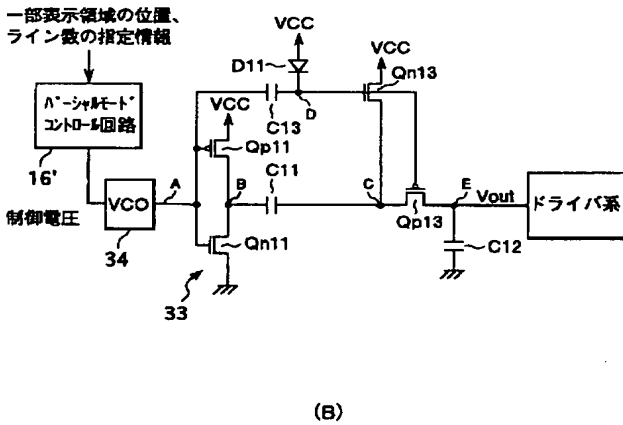 一部表示領域の位置、
ライン数の指定情報
パーシャルモード
コントロール回路
16'
制御電圧
VCO
34
A
VCC
Qp11
B
Qn11
33
C13
C11
VCC
D11
D
VCC
Qn13
C
Qp13
E
Vout
C12
ドライバ系
(B)